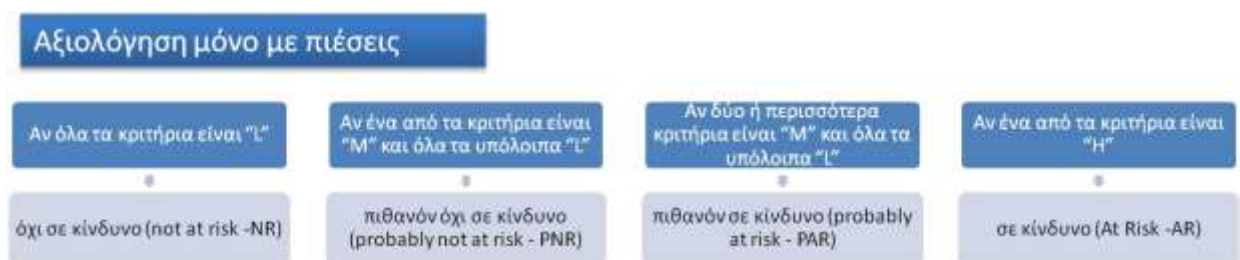 Αξιολόγηση μόνο με πιέσεις
Αν όλα τα κριτήρια είναι "L"
όχι σε κίνδυνο (not at risk -NR)
Αν ένα από τα κριτήρια είναι
"M" και όλα τα υπόλοιπα "L"
πιθανόν όχι σε κίνδυνο
(probably not at risk - PNR)
Αν δύο ή περισσότερα
κριτήρια είναι "M" και όλα τα
υπόλοιπα "L"
πιθανόν σε κίνδυνο (probably
at risk - PAR)
Αν ένα από τα κριτήρια είναι
"H"
σε κίνδυνο (At Risk -AR)